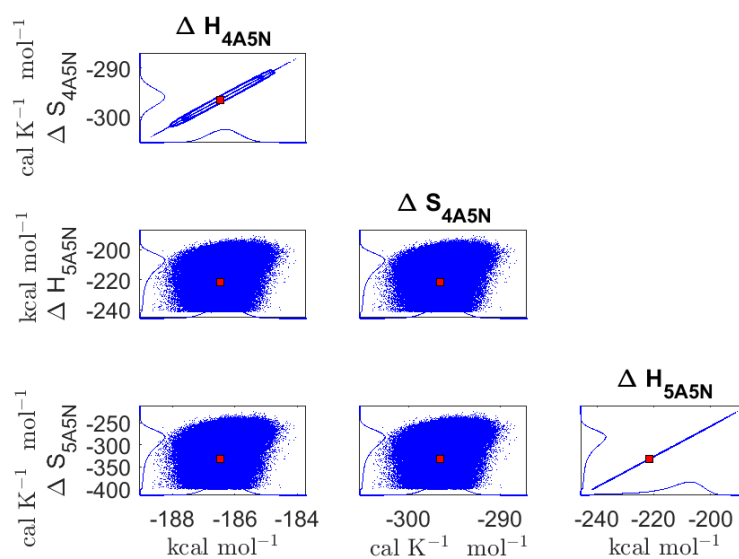 Δ H4A5N
-290
-300
cal K⁻¹ mol⁻¹
Δ S4A5N
Δ S4A5N
-200
-220
-240
kcal mol⁻¹
Δ H5A5N
Δ H5A5N
-250
-300
-350
-400
cal K⁻¹ mol⁻¹
Δ S5A5N
-188 -186 -184 -300 -290 -240 -220 -200
kcal mol⁻¹ cal K⁻¹ mol⁻¹ kcal mol⁻¹